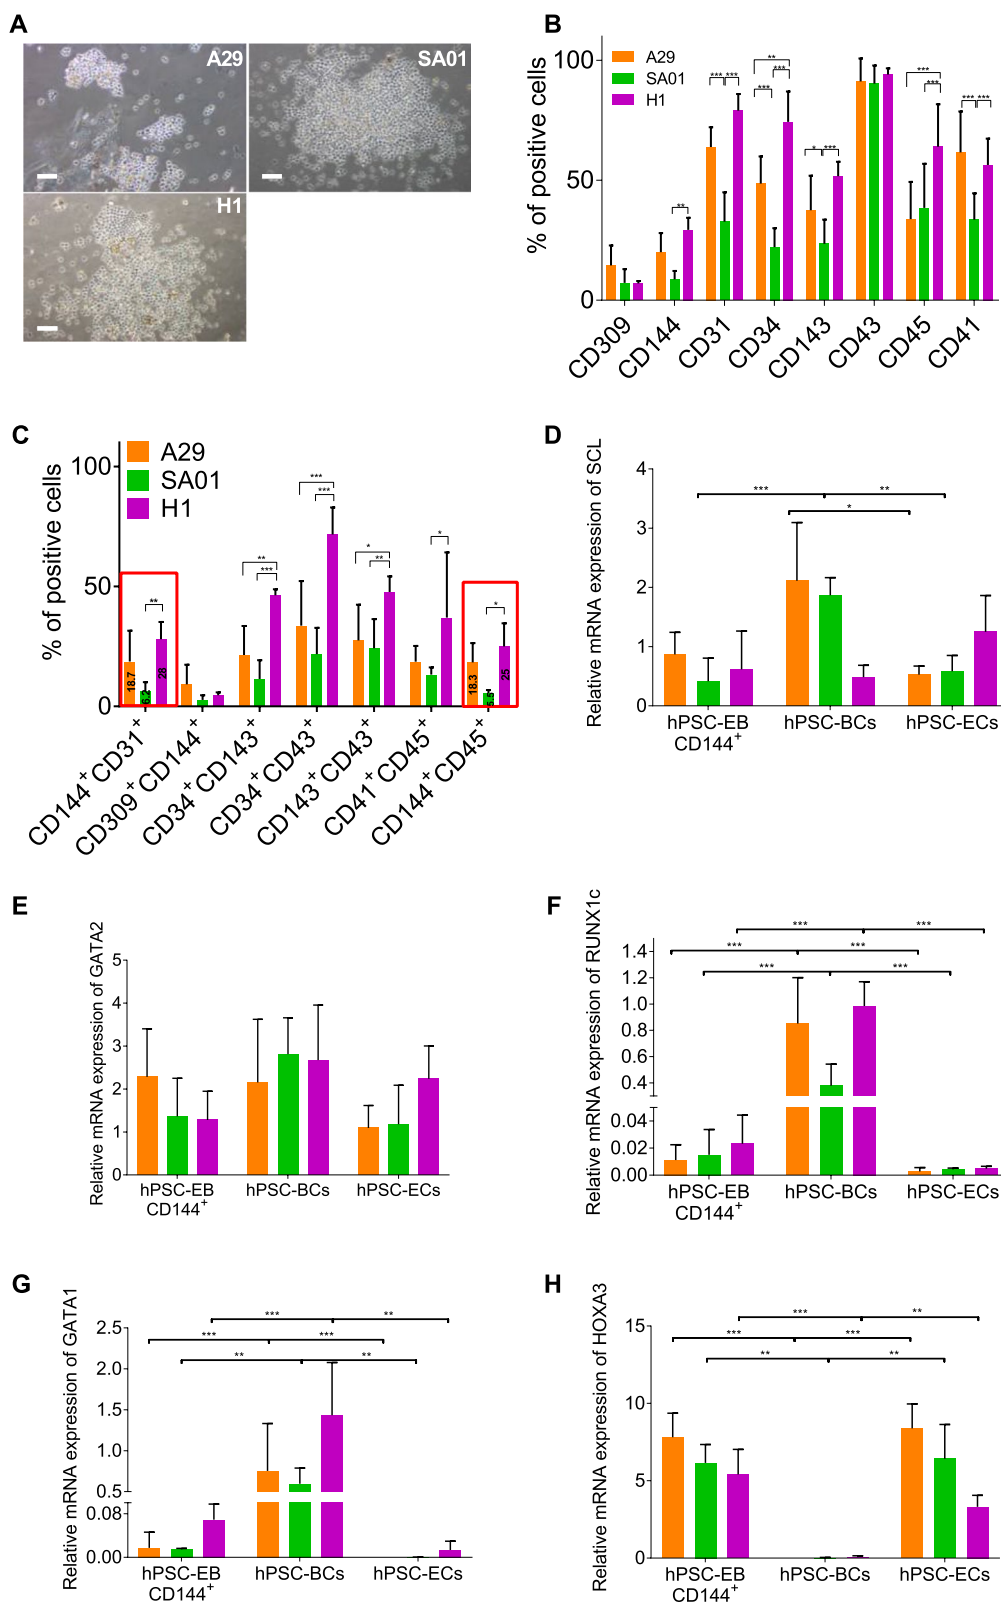 A
A29
SA01
H1
B
% of positive cells
100
50
0
A29
SA01
H1
*** ***
**
***
***
* ***
**
***
***
*** ***
CD309
CD144
CD31
CD34
CD143
CD43
CD45
CD41
C
% of positive cells
100
50
0
A29
SA01
H1
**
**
***
***
***
*
**
*
*
18.7
6.2
28
18.3
5.5
25
CD144+CD31+
CD309+CD144+
CD34+CD143+
CD34+CD43+
CD143+CD43+
CD41+CD45+
CD144+CD45+
D
Relative mRNA expression of SCL
4
3
2
1
0
*** **
*
hPSC-EB
CD144+
hPSC-BCs
hPSC-ECs
E
Relative mRNA expression of GATA2
5
4
3
2
1
0
hPSC-EB
CD144+
hPSC-BCs
hPSC-ECs
F
Relative mRNA expression of RUNX1c
1.4
1.2
1.0
0.8
0.6
0.4
0.04
0.02
0.00
*** ***
*** ***
*** ***
hPSC-EB
CD144+
hPSC-BCs
hPSC-ECs
G
Relative mRNA expression of GATA1
2.5
2.0
1.5
1.0
0.5
0.08
0.00
*** **
*** ***
** **
hPSC-EB
CD144+
hPSC-BCs
hPSC-ECs
H
Relative mRNA expression of HOXA3
15
10
5
0
*** **
*** ***
** **
hPSC-EB
CD144+
hPSC-BCs
hPSC-ECs